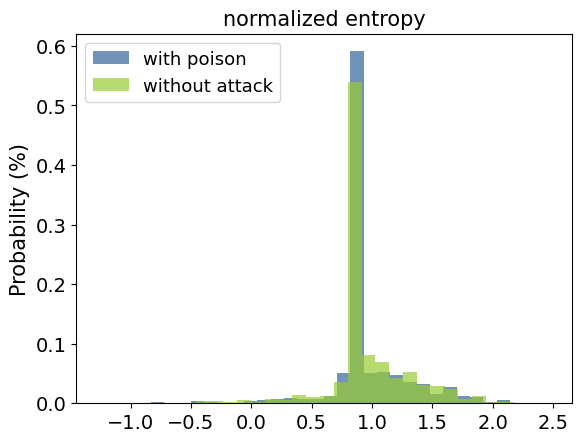 normalized entropy
with poison
without attack
Probability (%)
0.6
0.5
0.4
0.3
0.2
0.1
0.0
−1.0 −0.5 0.0 0.5 1.0 1.5 2.0 2.5